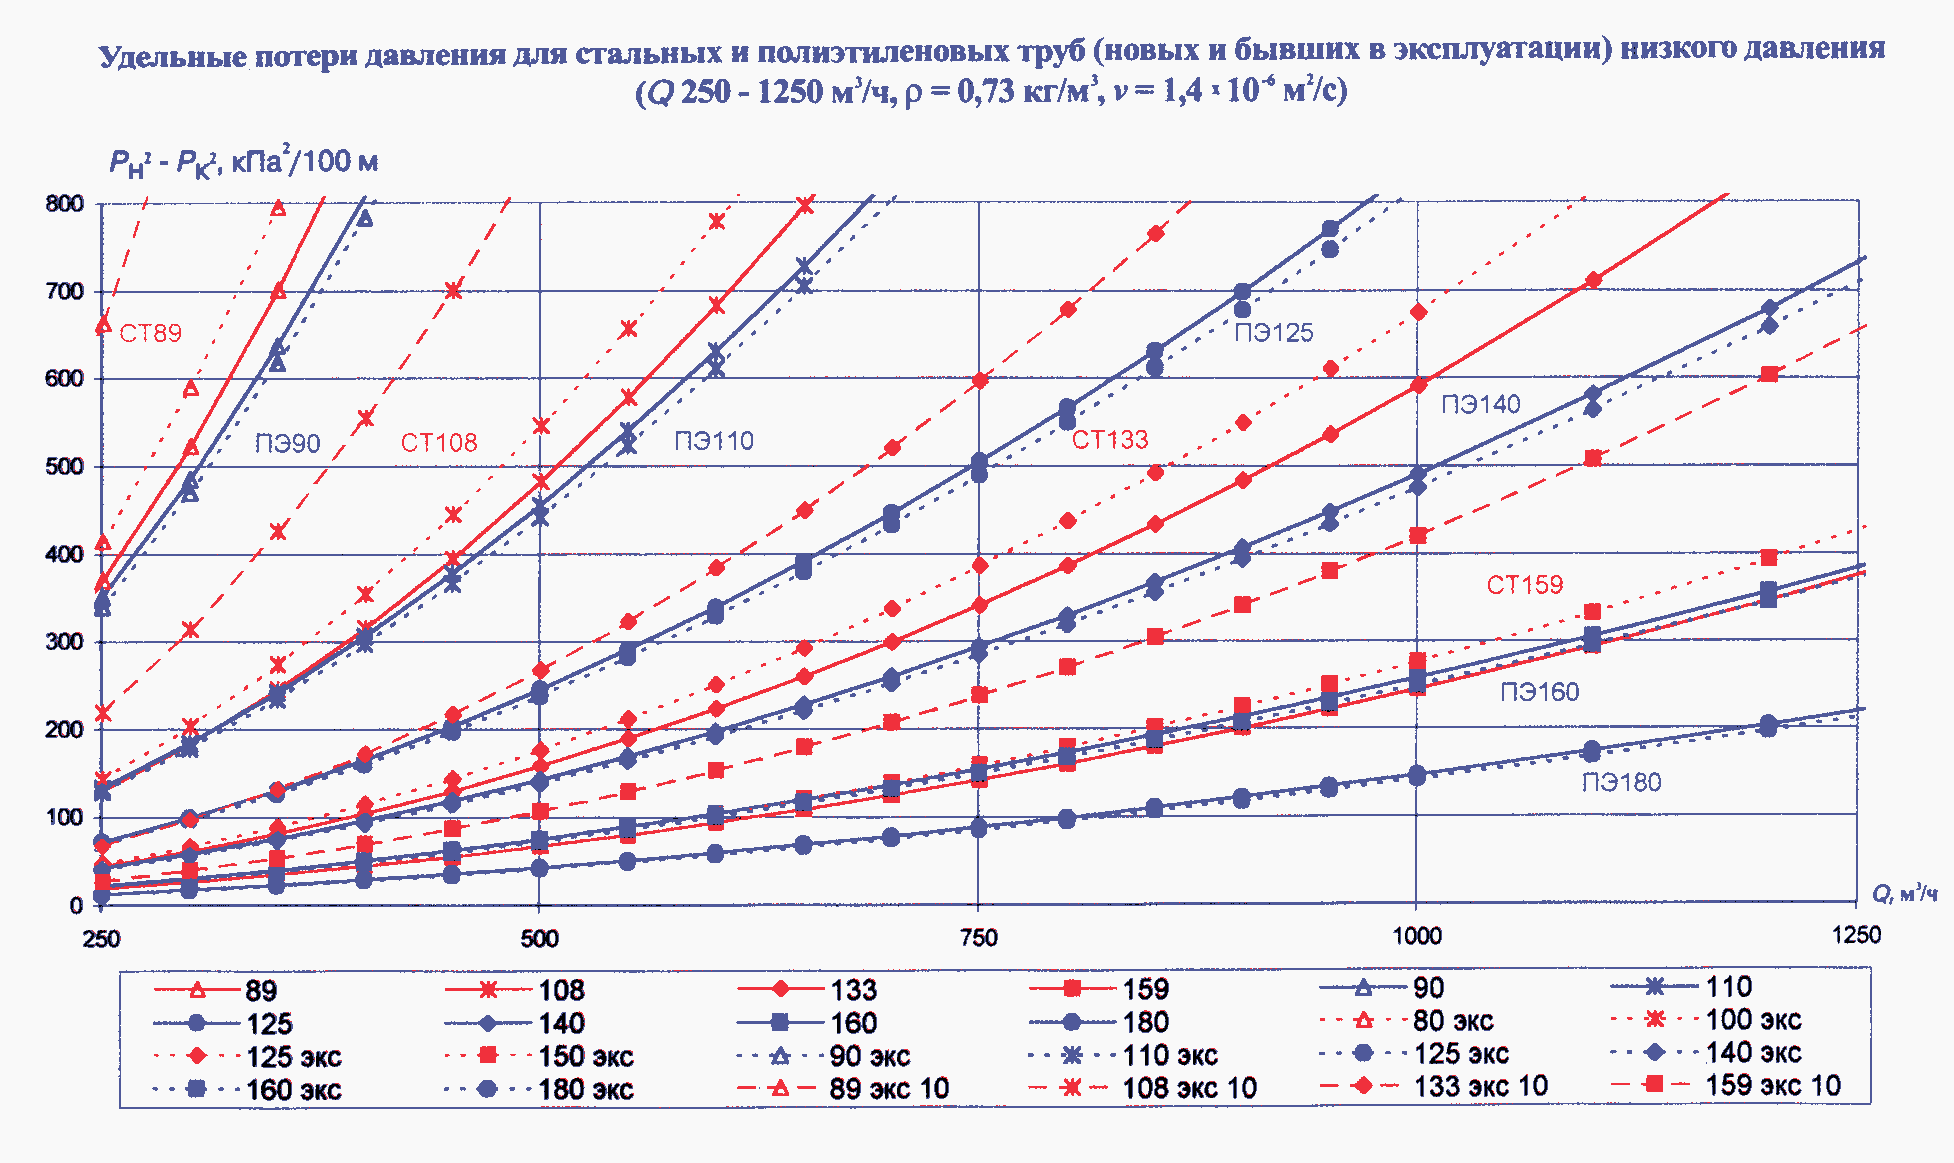 Удельные потери давления для стальных и полиэтиленовых труб (новых и бывших в эксплуатации) низкого давления
(Q 250 - 1250 м³/ч, ρ = 0,73 кг/м³, ν = 1,4 · 10⁻⁶ м²/с)
Pн² - Pк², кПа²/100 м
800
700
600
500
400
300
200
100
0
СТ89
ПЭ90
СТ108
ПЭ110
СТ133
ПЭ125
ПЭ140
СТ159
ПЭ160
ПЭ180
Q, м³/ч
250 500 750 1000 1250
89 108 133 159 90 110
125 140 160 180 80 экс 100 экс
125 экс 150 экс 90 экс 110 экс 125 экс 140 экс
160 экс 180 экс 89 экс 10 108 экс 10 133 экс 10 159 экс 10